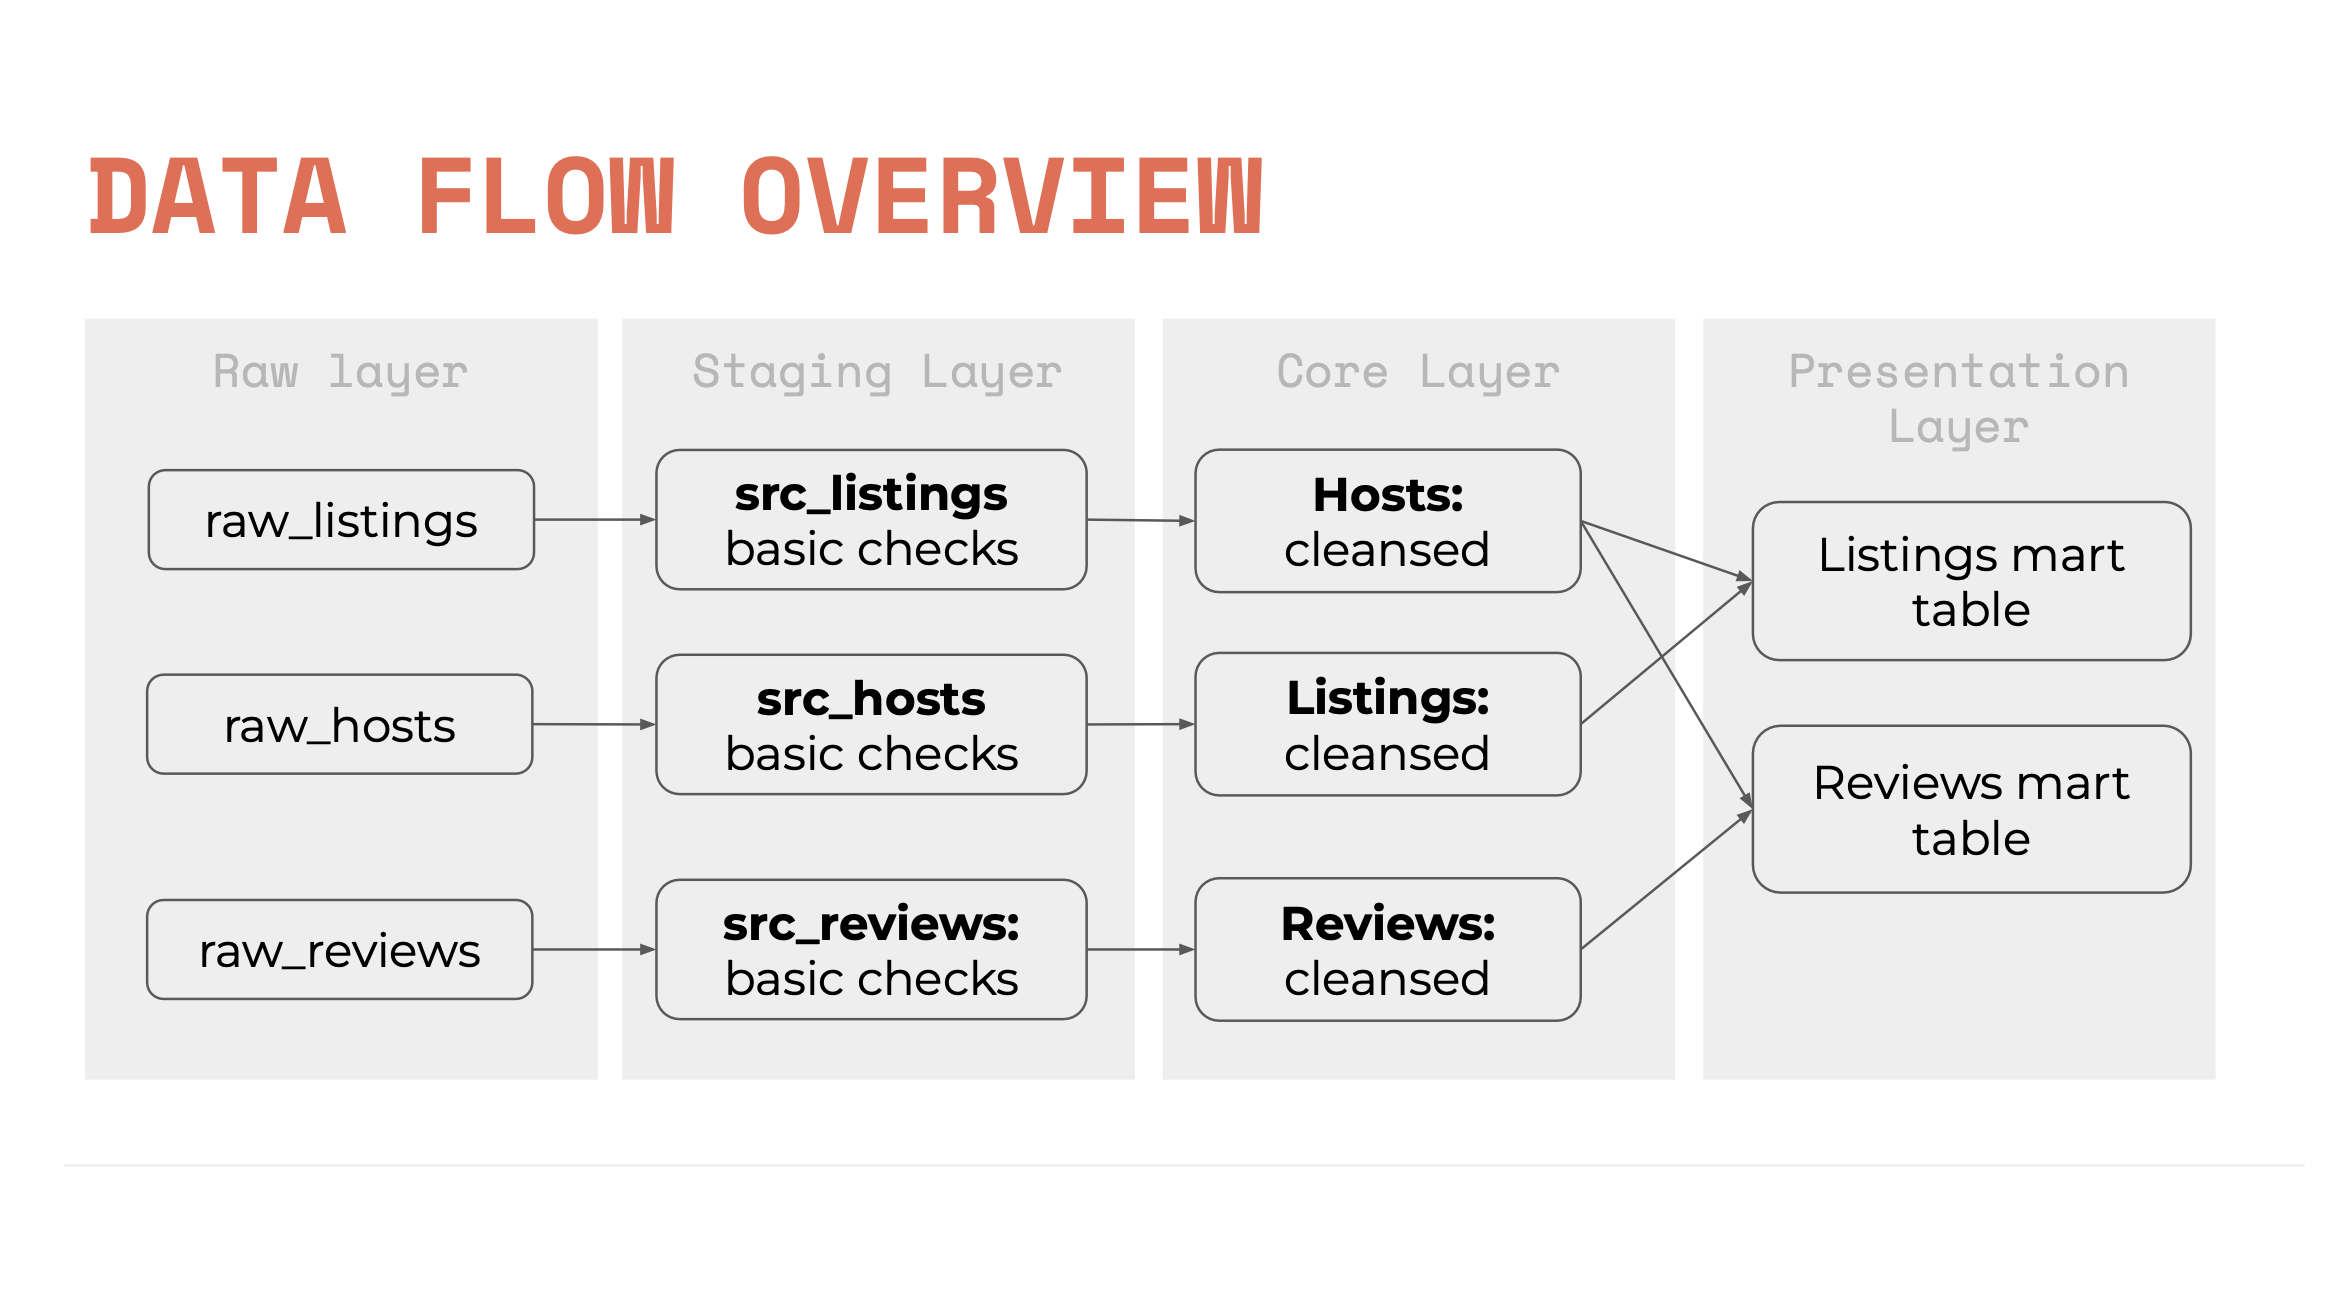 DATA FLOW OVERVIEW
Raw layer
raw_listings
raw_hosts
raw_reviews
Staging Layer
src_listings
basic checks
src_hosts
basic checks
src_reviews:
basic checks
Core Layer
Hosts:
cleansed
Listings:
cleansed
Reviews:
cleansed
Presentation
Layer
Listings mart
table
Reviews mart
table